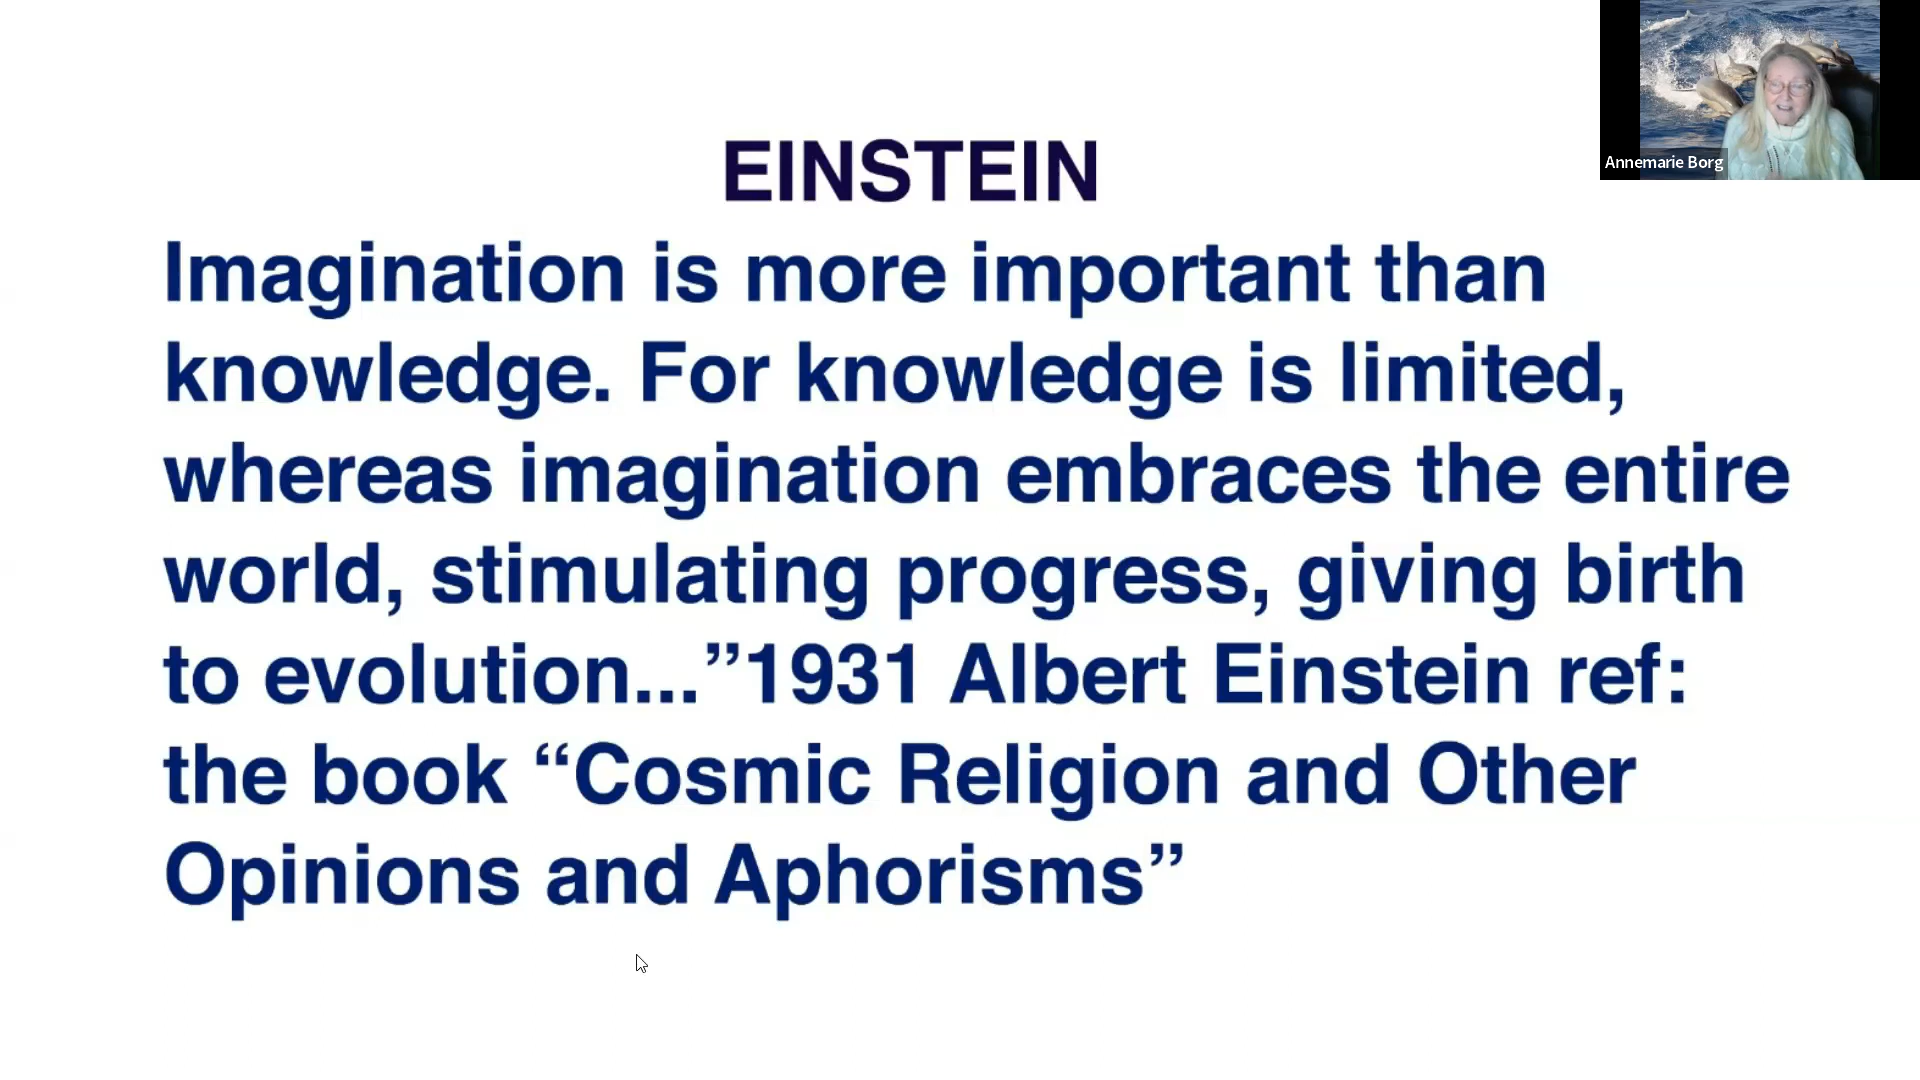 EINSTEIN
Imagination is more important than
knowledge. For knowledge is limited,
whereas imagination embraces the entire
world, stimulating progress, giving birth
to evolution...”1931 Albert Einstein ref:
the book “Cosmic Religion and Other
Opinions and Aphorisms”
Annemarie Borg